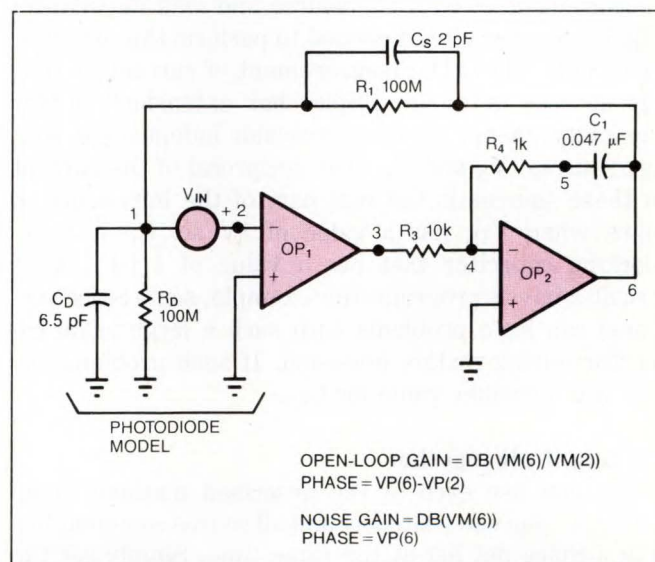 C_S 2 pF
R_1 100M
C_1
0.047 µF
R_4 1k
5
V_IN
1
+ 2
−
+
OP_1
3
R_3 10k
4
−
+
OP_2
6
C_D
6.5 pF
R_D
100M
PHOTODIODE
MODEL
OPEN-LOOP GAIN = DB(VM(6)/VM(2))
PHASE = VP(6)-VP(2)
NOISE GAIN = DB(VM(6))
PHASE = VP(6)